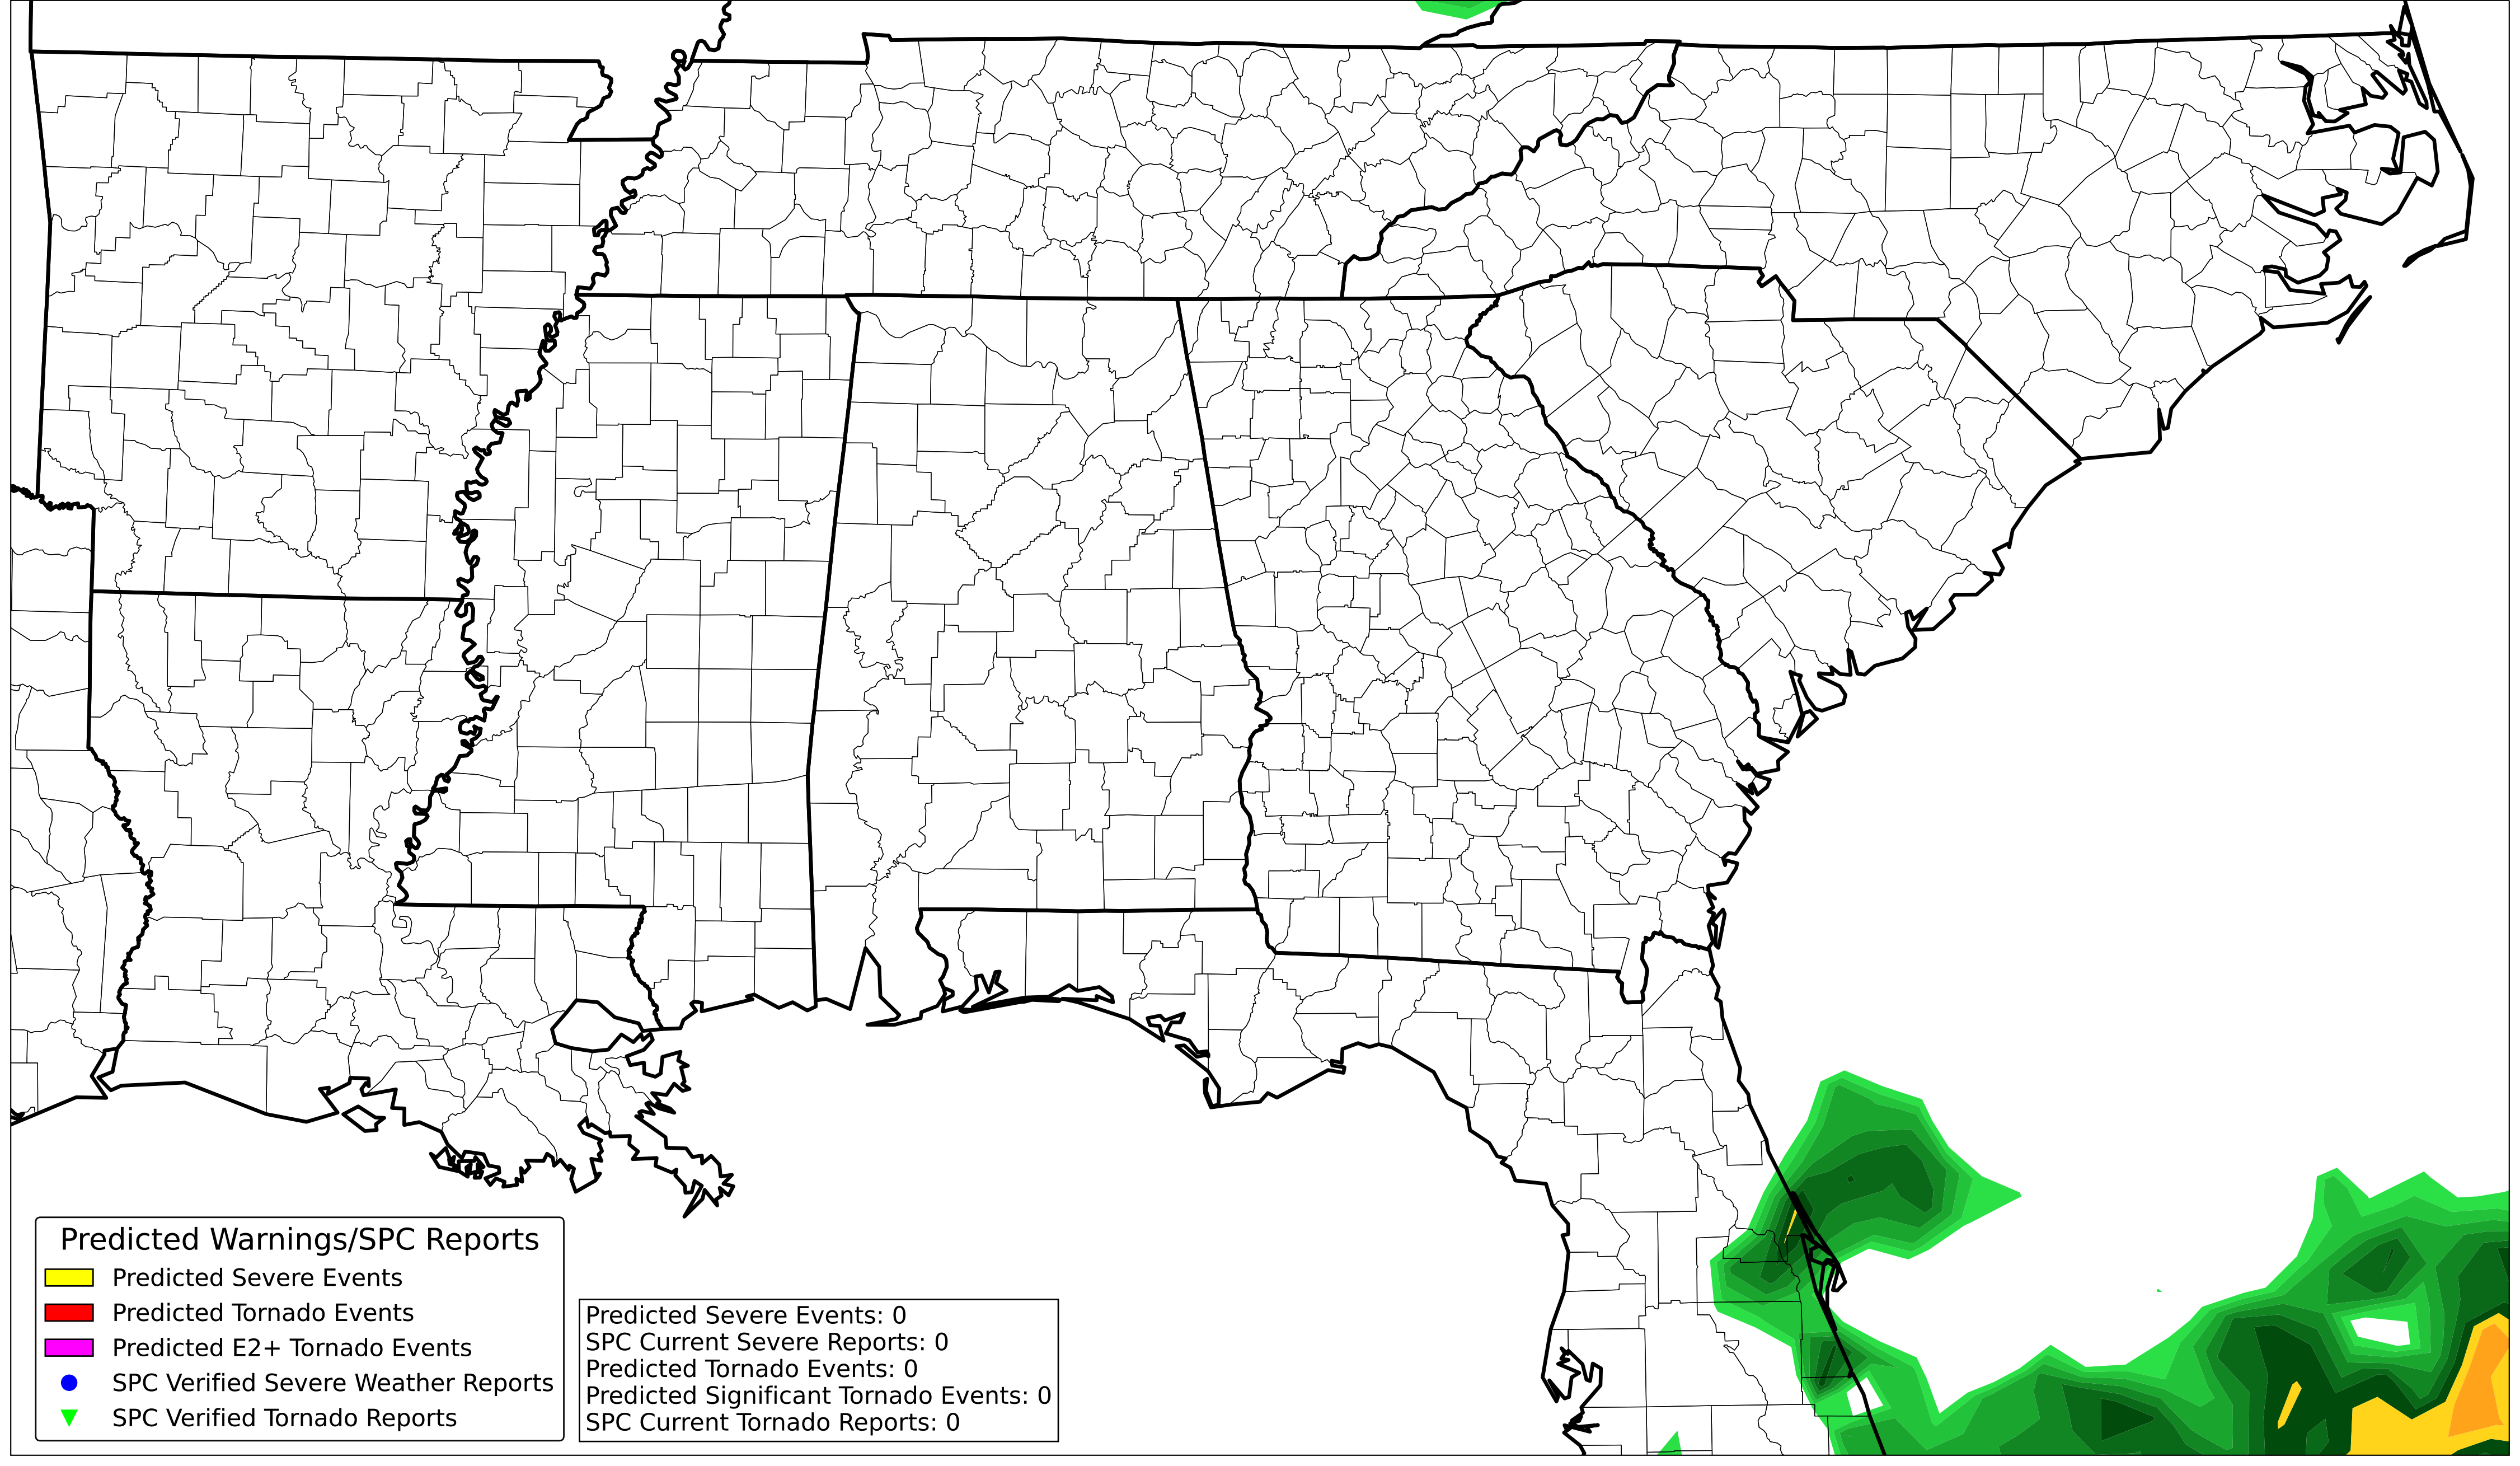 Predicted Warnings/SPC Reports
Predicted Severe Events
Predicted Tornado Events
Predicted E2+ Tornado Events
SPC Verified Severe Weather Reports
SPC Verified Tornado Reports
Predicted Severe Events: 0
SPC Current Severe Reports: 0
Predicted Tornado Events: 0
Predicted Significant Tornado Events: 0
SPC Current Tornado Reports: 0